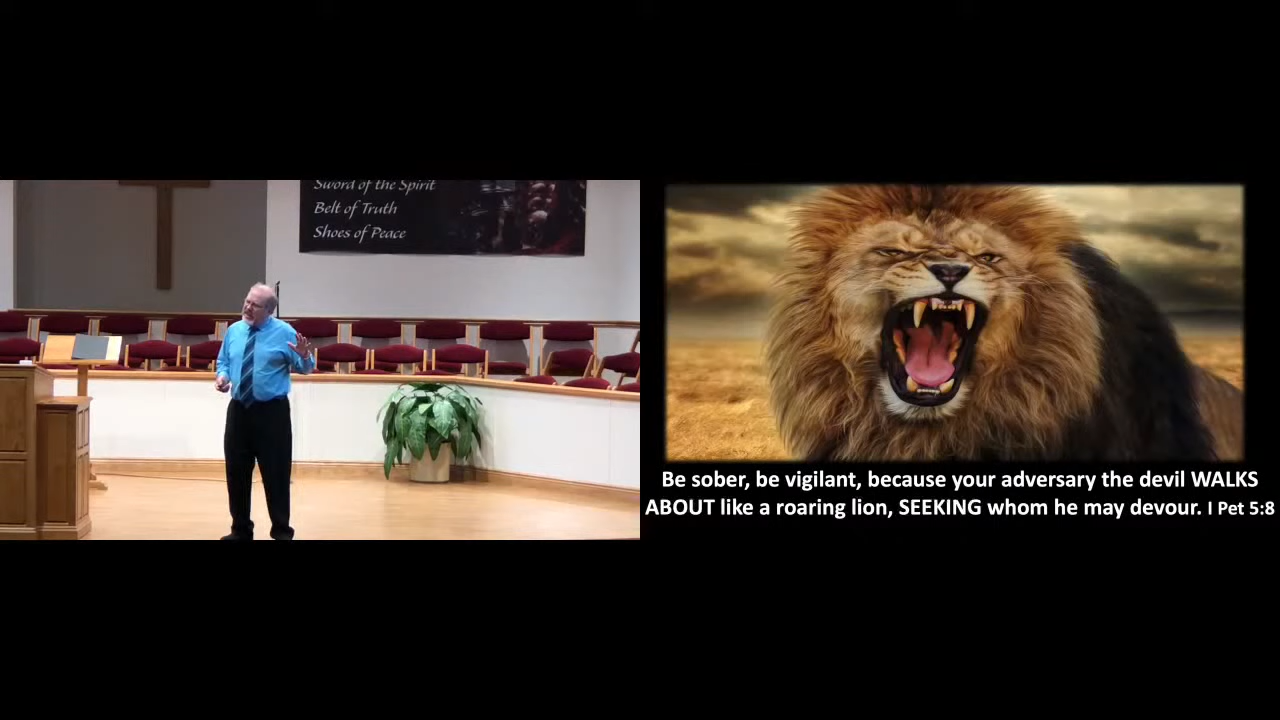 Sword of the Spirit
Belt of Truth
Shoes of Peace
Be sober, be vigilant, because your adversary the devil WALKS
ABOUT like a roaring lion, SEEKING whom he may devour. I Pet 5:8